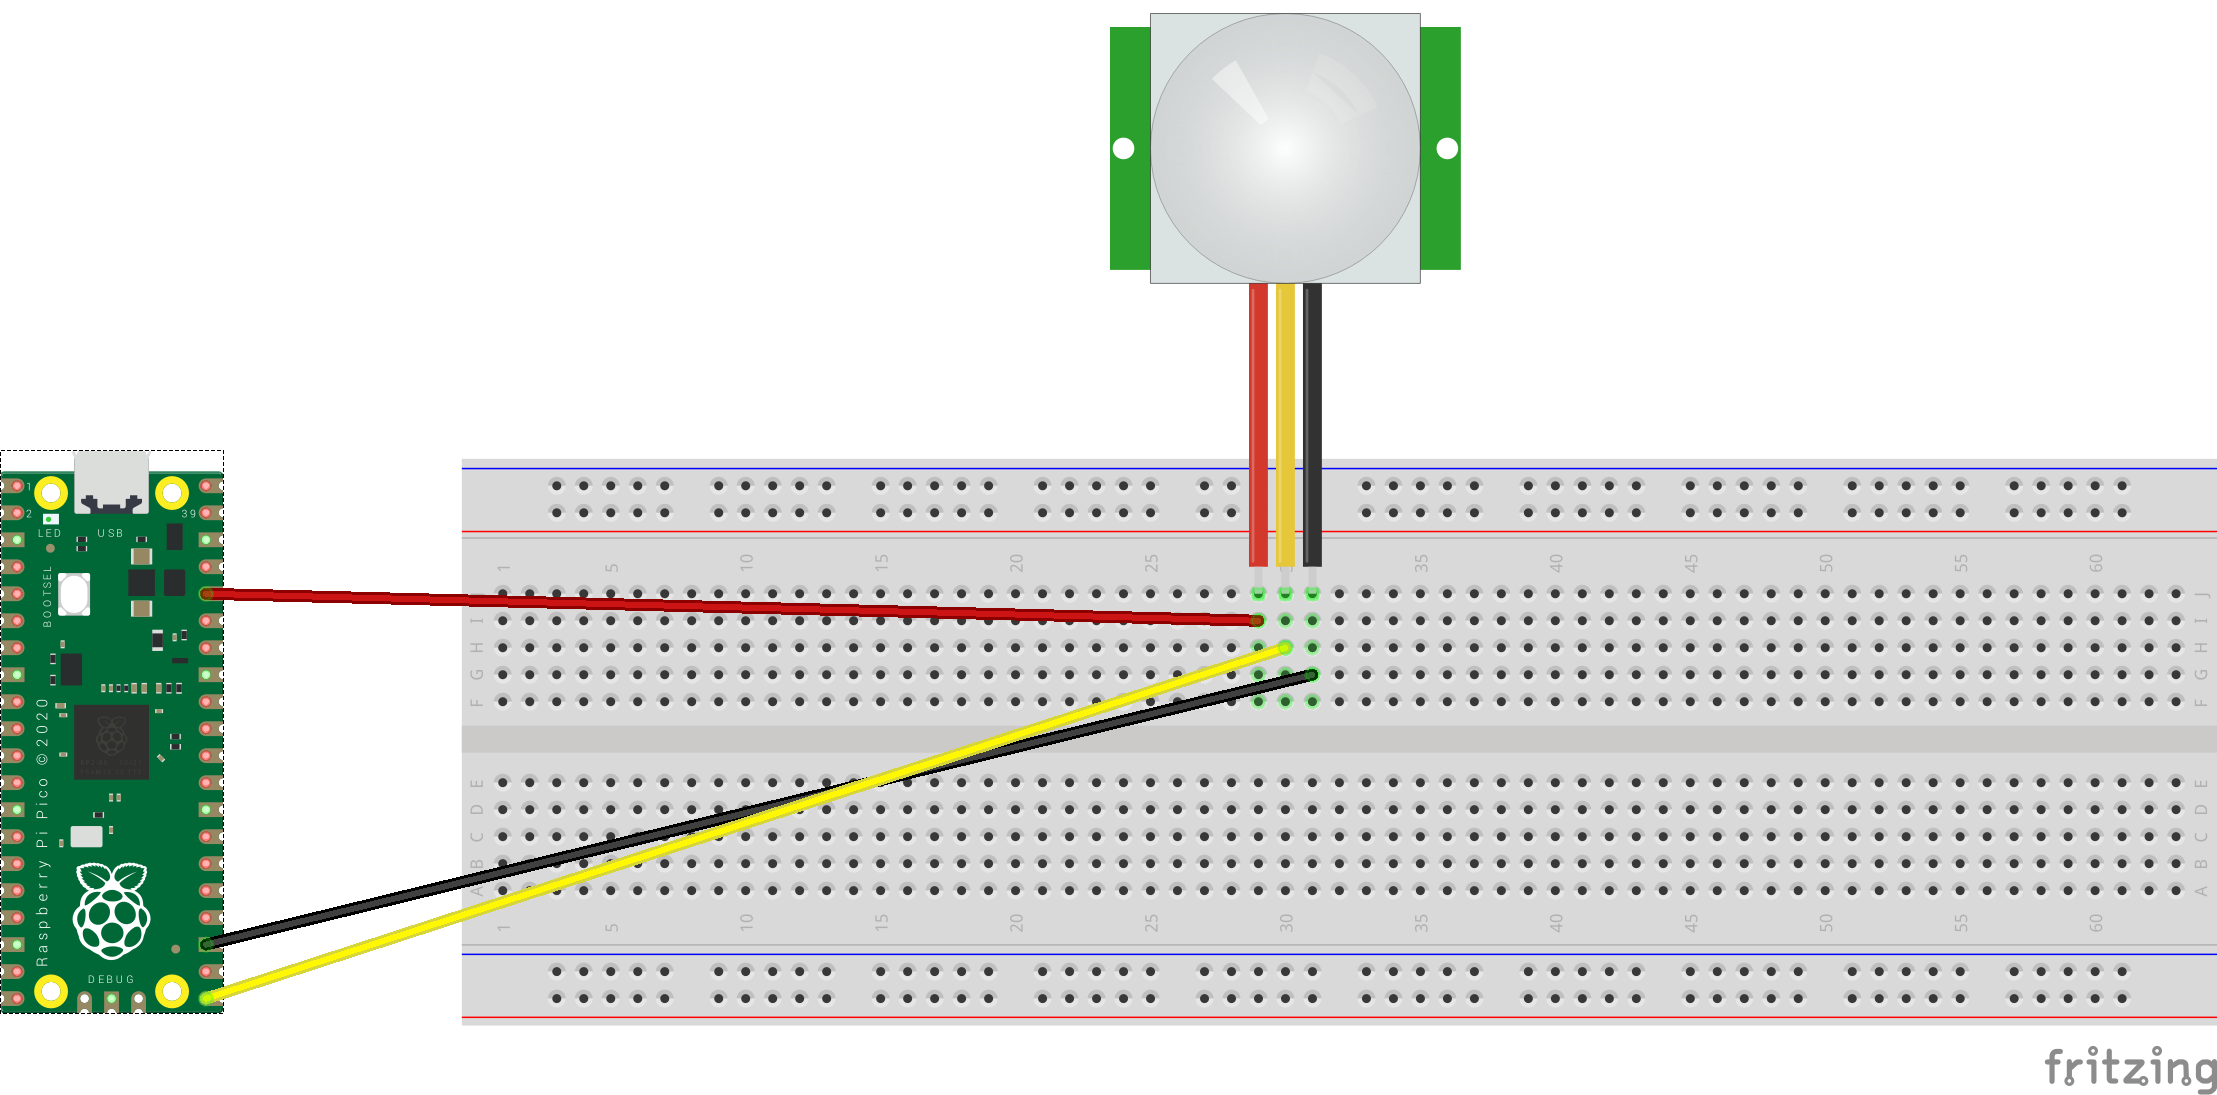 1
2
39
LED
USB
BOOTSEL
Raspberry Pi Pico ©2020
DEBUG
1 5 10 15 20 25 35 40 45 50 55 60
J
I I
H H
G G
F F
E E
D D
C C
B B
A A
1 5 10 15 20 25 30 35 40 45 50 55 60
fritzing